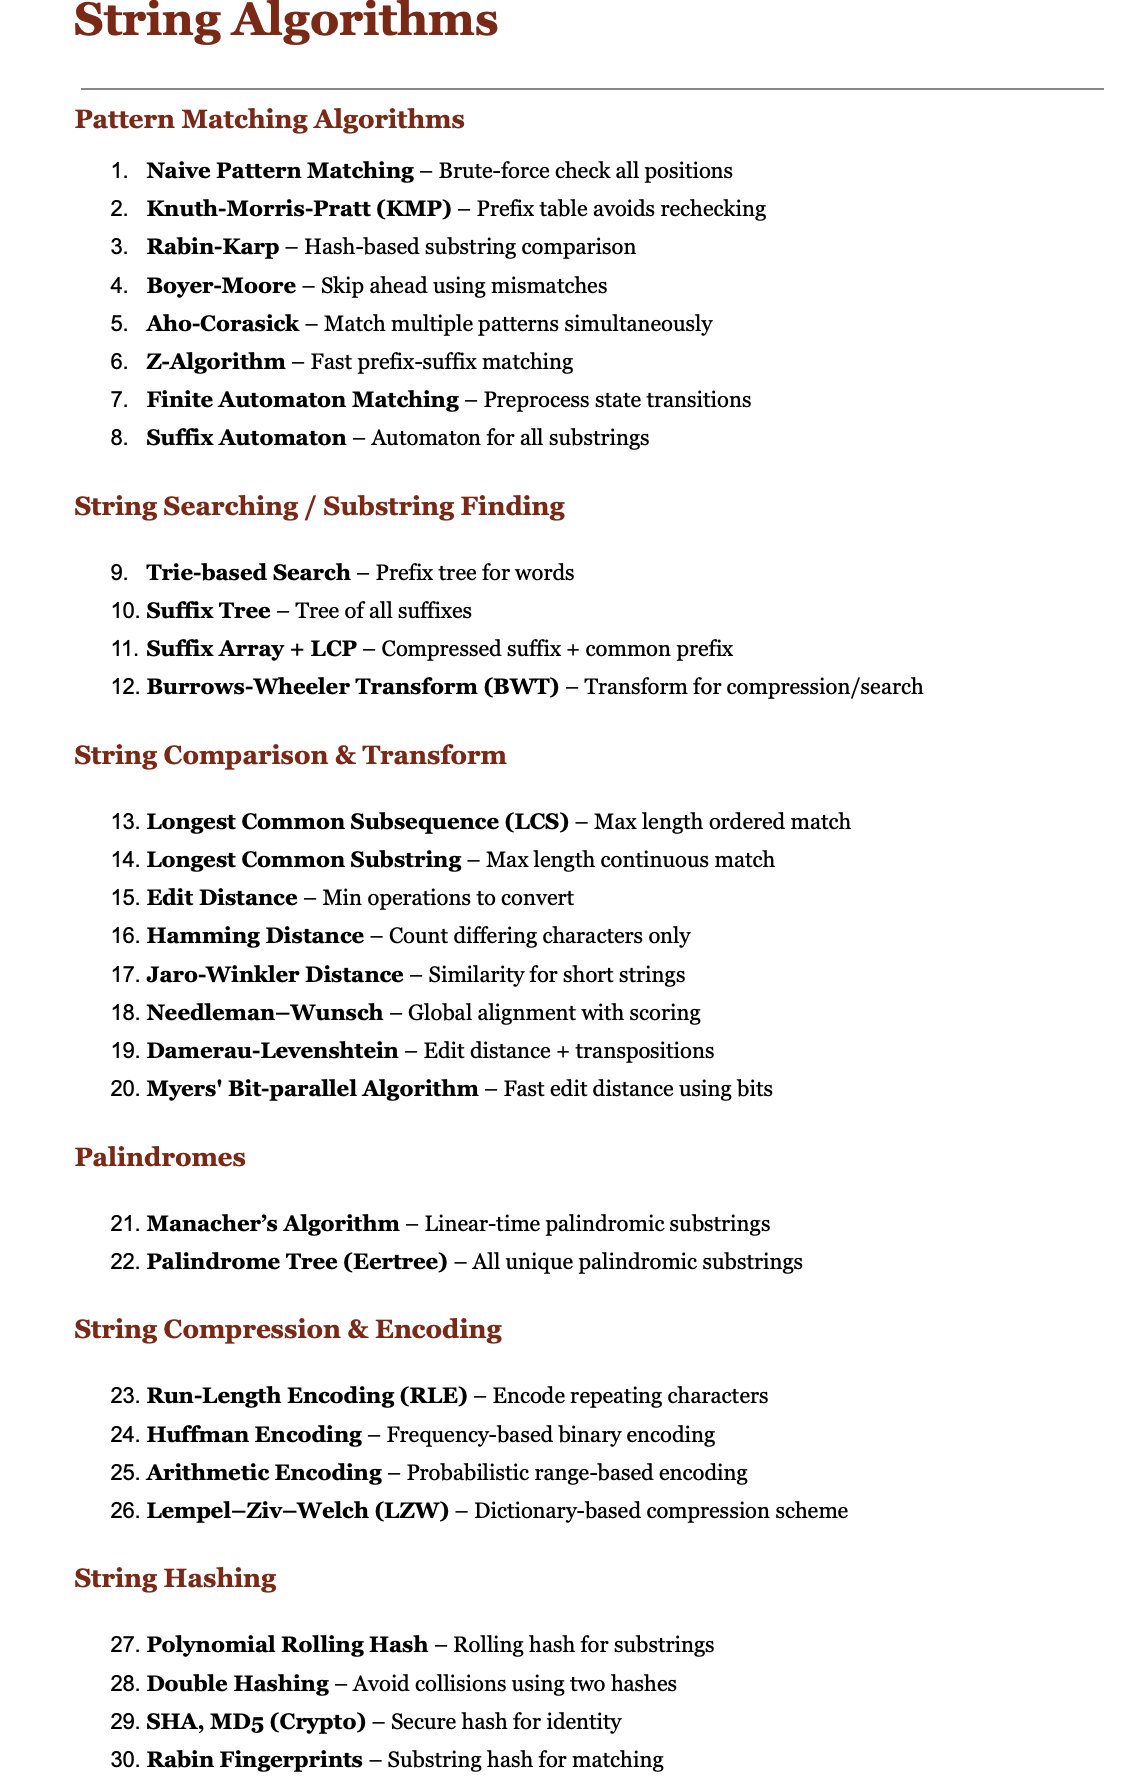 String Algorithms
Pattern Matching Algorithms
1. Naive Pattern Matching – Brute-force check all positions
2. Knuth-Morris-Pratt (KMP) – Prefix table avoids rechecking
3. Rabin-Karp – Hash-based substring comparison
4. Boyer-Moore – Skip ahead using mismatches
5. Aho-Corasick – Match multiple patterns simultaneously
6. Z-Algorithm – Fast prefix-suffix matching
7. Finite Automaton Matching – Preprocess state transitions
8. Suffix Automaton – Automaton for all substrings
String Searching / Substring Finding
9. Trie-based Search – Prefix tree for words
10. Suffix Tree – Tree of all suffixes
11. Suffix Array + LCP – Compressed suffix + common prefix
12. Burrows-Wheeler Transform (BWT) – Transform for compression/search
String Comparison & Transform
13. Longest Common Subsequence (LCS) – Max length ordered match
14. Longest Common Substring – Max length continuous match
15. Edit Distance – Min operations to convert
16. Hamming Distance – Count differing characters only
17. Jaro-Winkler Distance – Similarity for short strings
18. Needleman–Wunsch – Global alignment with scoring
19. Damerau-Levenshtein – Edit distance + transpositions
20. Myers' Bit-parallel Algorithm – Fast edit distance using bits
Palindromes
21. Manacher’s Algorithm – Linear-time palindromic substrings
22. Palindrome Tree (Eertree) – All unique palindromic substrings
String Compression & Encoding
23. Run-Length Encoding (RLE) – Encode repeating characters
24. Huffman Encoding – Frequency-based binary encoding
25. Arithmetic Encoding – Probabilistic range-based encoding
26. Lempel–Ziv–Welch (LZW) – Dictionary-based compression scheme
String Hashing
27. Polynomial Rolling Hash – Rolling hash for substrings
28. Double Hashing – Avoid collisions using two hashes
29. SHA, MD5 (Crypto) – Secure hash for identity
30. Rabin Fingerprints – Substring hash for matching